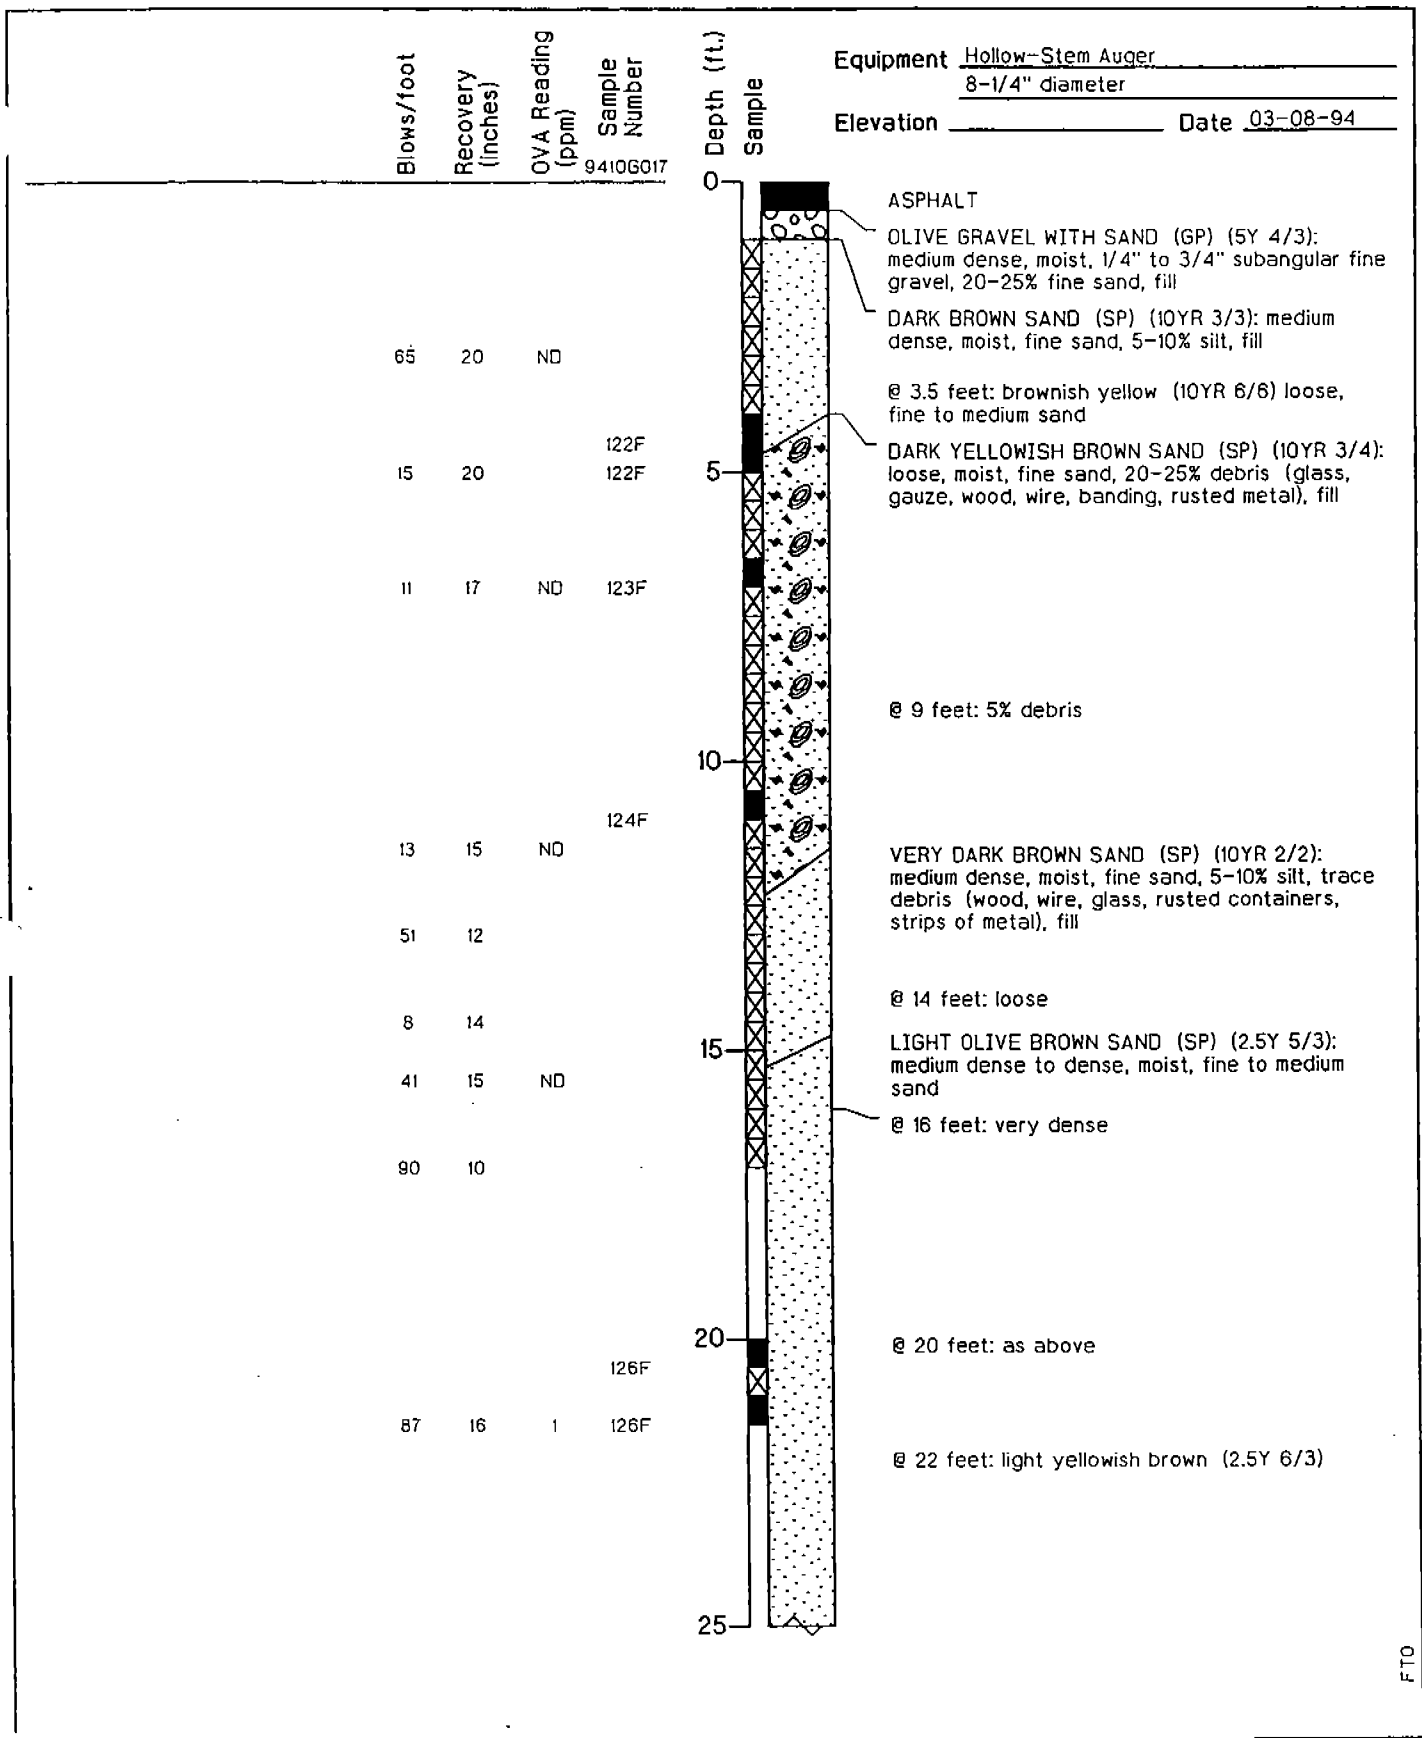 Blows/foot
Recovery
(inches)
OVA Reading
(ppm)
Sample
Number
9410G017
Depth (ft.)
Sample
Equipment Hollow-Stem Auger
8-1/4" diameter
Elevation Date 03-08-94
0
ASPHALT
OLIVE GRAVEL WITH SAND (GP) (5Y 4/3):
medium dense, moist, 1/4" to 3/4" subangular fine
gravel, 20-25% fine sand, fill
DARK BROWN SAND (SP) (10YR 3/3): medium
dense, moist, fine sand, 5-10% silt, fill
65 20 ND
@ 3.5 feet: brownish yellow (10YR 6/6) loose,
fine to medium sand
122F
DARK YELLOWISH BROWN SAND (SP) (10YR 3/4):
loose, moist, fine sand, 20-25% debris (glass,
gauze, wood, wire, banding, rusted metal), fill
15 20 122F
5
11 17 ND 123F
@ 9 feet: 5% debris
10
124F
13 15 ND
VERY DARK BROWN SAND (SP) (10YR 2/2):
medium dense, moist, fine sand, 5-10% silt, trace
debris (wood, wire, glass, rusted containers,
strips of metal), fill
51 12
@ 14 feet: loose
8 14
15
LIGHT OLIVE BROWN SAND (SP) (2.5Y 5/3):
medium dense to dense, moist, fine to medium
sand
41 15 ND
@ 16 feet: very dense
90 10
20
@ 20 feet: as above
126F
87 16 1 126F
@ 22 feet: light yellowish brown (2.5Y 6/3)
25
FTO